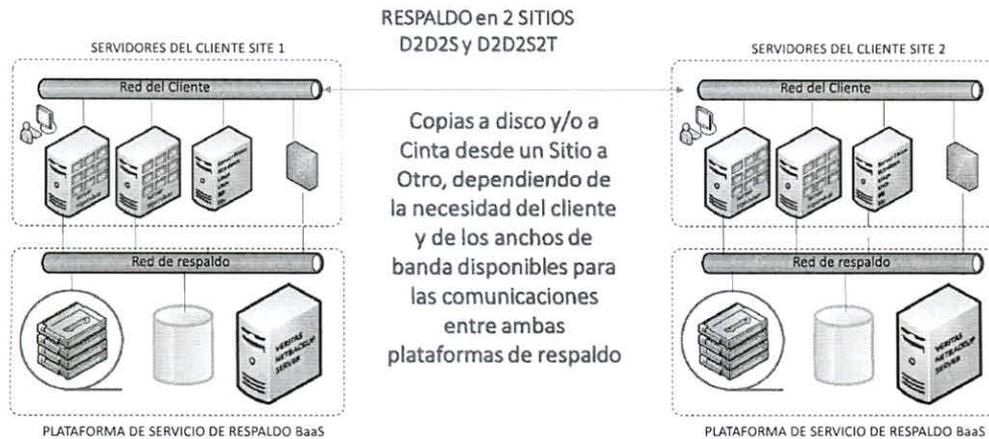 RESPALDO en 2 SITIOS
D2D2S y D2D2S2T
SERVIDORES DEL CLIENTE SITE 1
Red del Cliente
Red de respaldo
VERITAS
NETBACKUP
SERVER
PLATAFORMA DE SERVICIO DE RESPALDO BaaS
Copias a disco y/o a
Cinta desde un Sitio a
Otro, dependiendo de
la necesidad del cliente
y de los anchos de
banda disponibles para
las comunicaciones
entre ambas
plataformas de respaldo
SERVIDORES DEL CLIENTE SITE 2
Red del Cliente
Red de respaldo
VERITAS
NETBACKUP
SERVER
PLATAFORMA DE SERVICIO DE RESPALDO BaaS